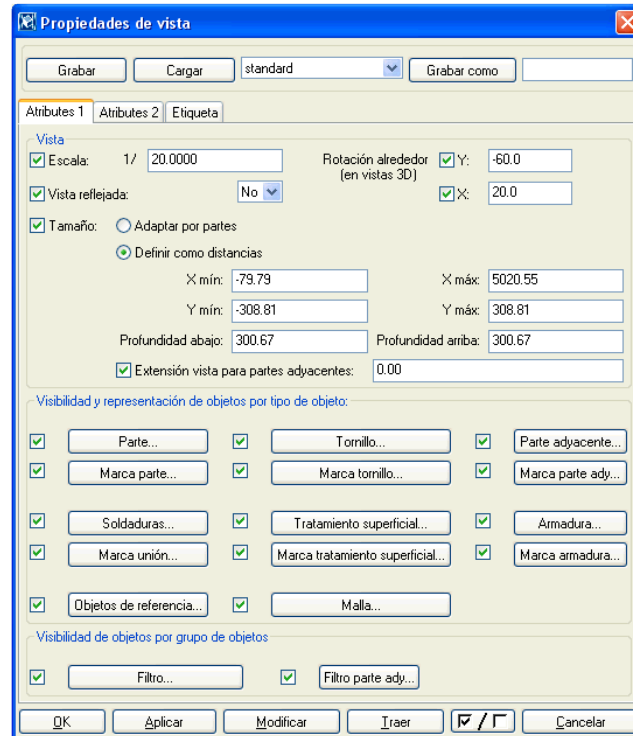 Propiedades de vista
Grabar Cargar standard Grabar como
Atributes 1 Atributes 2 Etiqueta
Vista
Escala: 1/ 20.0000 Rotación alrededor (en vistas 3D) Y: -60.0
Vista reflejada: No X: 20.0
Tamaño: Adaptar por partes
Definir como distancias
X mín: -79.79 X máx: 5020.55
Y mín: -308.81 Y máx: 308.81
Profundidad abajo: 300.67 Profundidad arriba: 300.67
Extensión vista para partes adyacentes: 0.00
Visibilidad y representación de objetos por tipo de objeto:
Parte... Tornillo... Parte adyacente...
Marca parte... Marca tornillo... Marca parte ady...
Soldaduras... Tratamiento superficial... Armadura...
Marca unión... Marca tratamiento superficial... Marca armadura...
Objetos de referencia... Malla...
Visibilidad de objetos por grupo de objetos
Filtro... Filtro parte ady...
OK Aplicar Modificar Traer / Cancelar